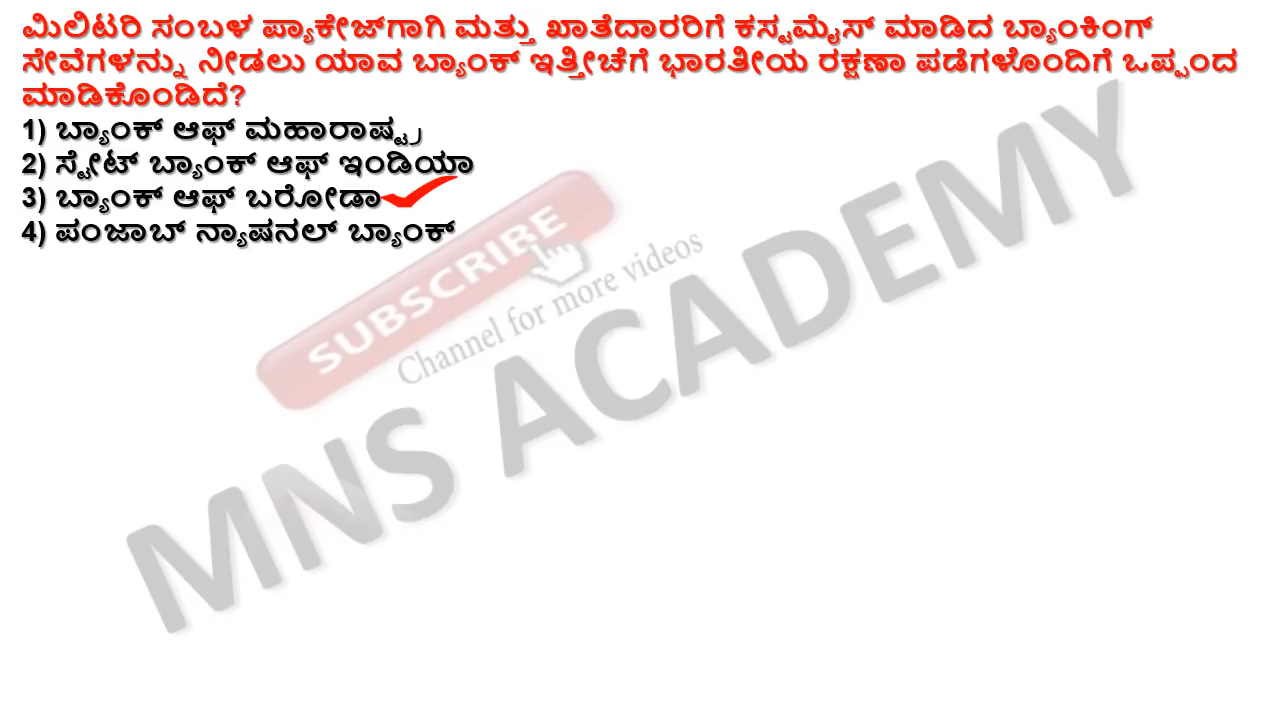 ಮಿಲಿಟರಿ ಸಂಬಳ ಪ್ಯಾಕೇಜ್‌ಗಾಗಿ ಮತ್ತು ಖಾತೆದಾರರಿಗೆ ಕಸ್ಟಮೈಸ್ ಮಾಡಿದ ಬ್ಯಾಂಕಿಂಗ್
ಸೇವೆಗಳನ್ನು ನೀಡಲು ಯಾವ ಬ್ಯಾಂಕ್ ಇತ್ತೀಚೆಗೆ ಭಾರತೀಯ ರಕ್ಷಣಾ ಪಡೆಗಳೊಂದಿಗೆ ಒಪ್ಪಂದ
ಮಾಡಿಕೊಂಡಿದೆ?
1) ಬ್ಯಾಂಕ್ ಆಫ್ ಮಹಾರಾಷ್ಟ್ರ
2) ಸ್ಟೇಟ್ ಬ್ಯಾಂಕ್ ಆಫ್ ಇಂಡಿಯಾ
3) ಬ್ಯಾಂಕ್ ಆಫ್ ಬರೋಡಾ
4) ಪಂಜಾಬ್ ನ್ಯಾಷನಲ್ ಬ್ಯಾಂಕ್
SUBSCRIBE
Channel for more videos
MNS ACADEMY